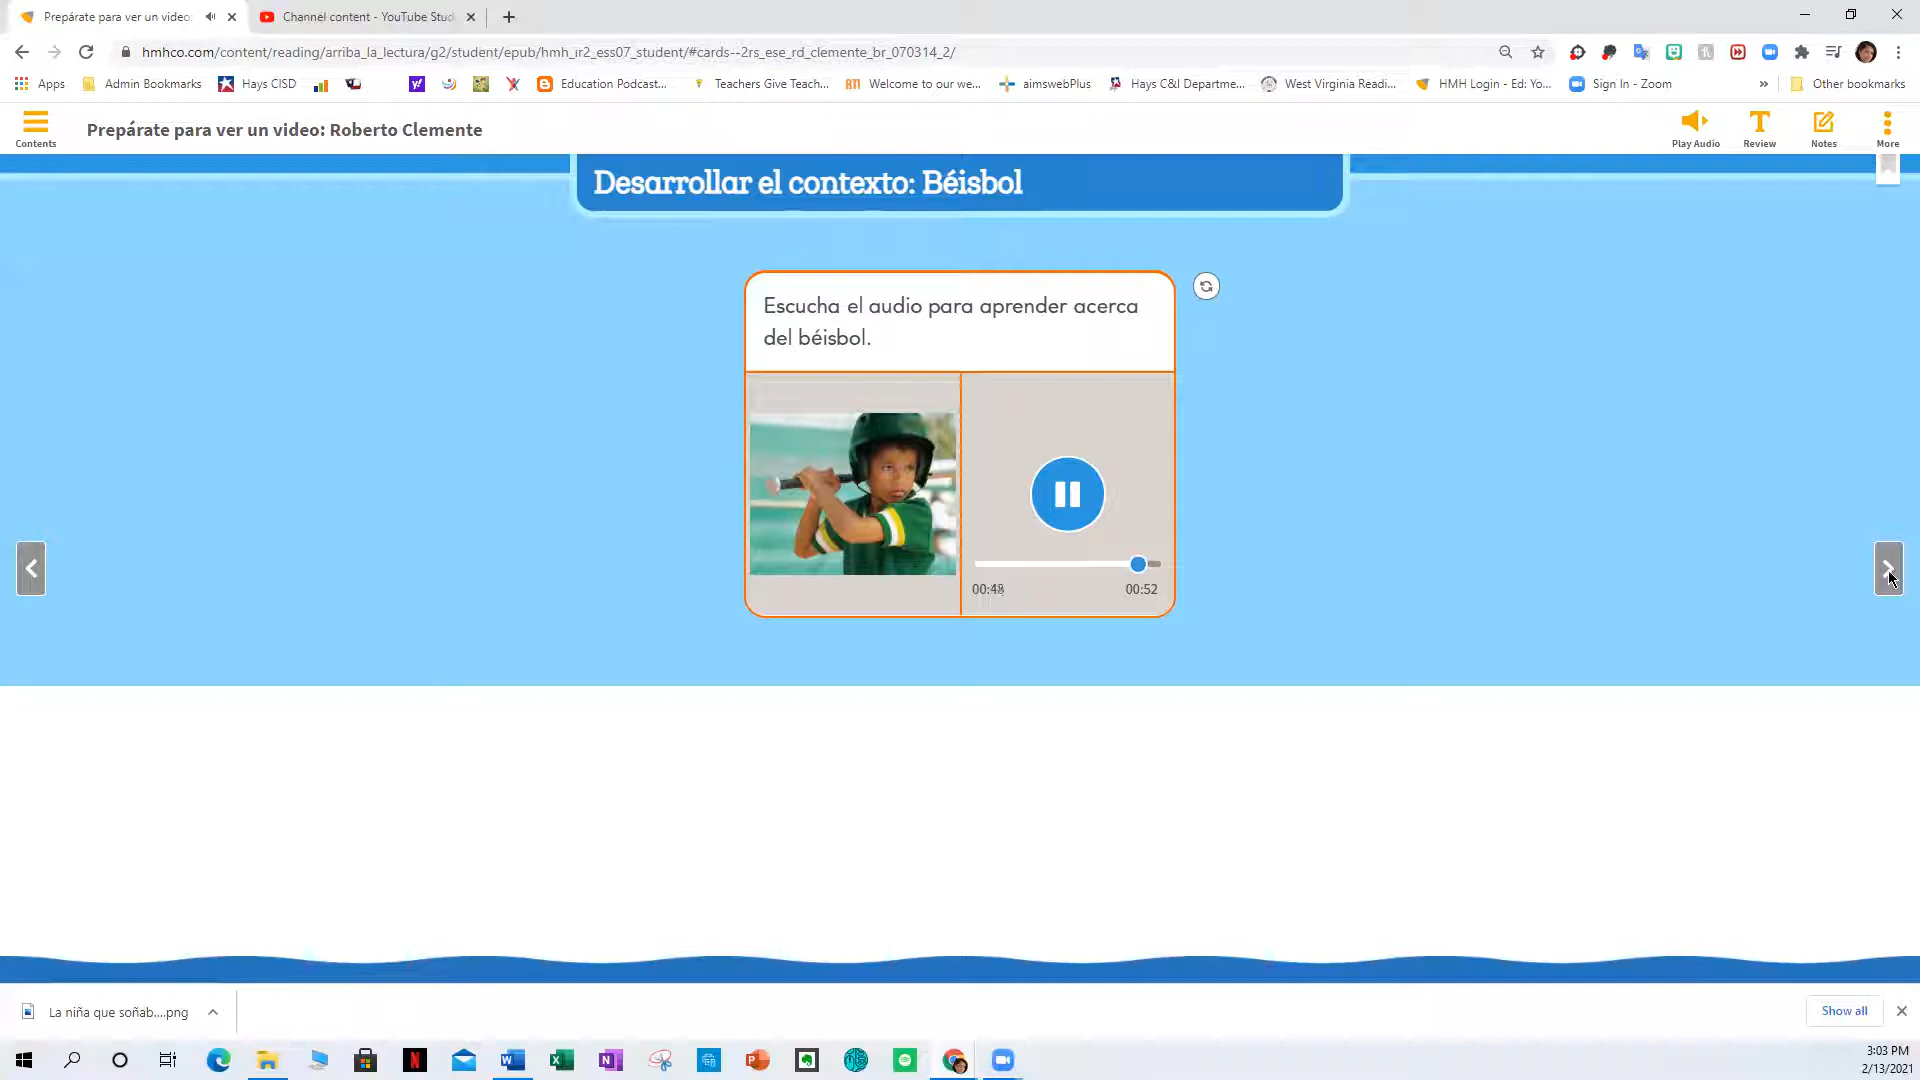 Prepárate para ver un video:
Channel content - YouTube Stud
hmhco.com/content/reading/arriba_la_lectura/g2/student/epub/hmh_ir2_ess07_student/#cards--2rs_ese_rd_clemente_br_070314_2/
Apps
Admin Bookmarks
Hays CISD
Education Podcast...
Teachers Give Teach...
RTI
Welcome to our we...
aimswebPlus
Hays C&I Departme...
West Virginia Readi...
HMH Login - Ed: Yo...
Sign In - Zoom
»
Other bookmarks
Contents
Prepárate para ver un video: Roberto Clemente
Play Audio
Review
Notes
More
Desarrollar el contexto: Béisbol
Escucha el audio para aprender acerca
del béisbol.
00:48
00:52
La niña que soñab....png
Show all
3:03 PM
2/13/2021